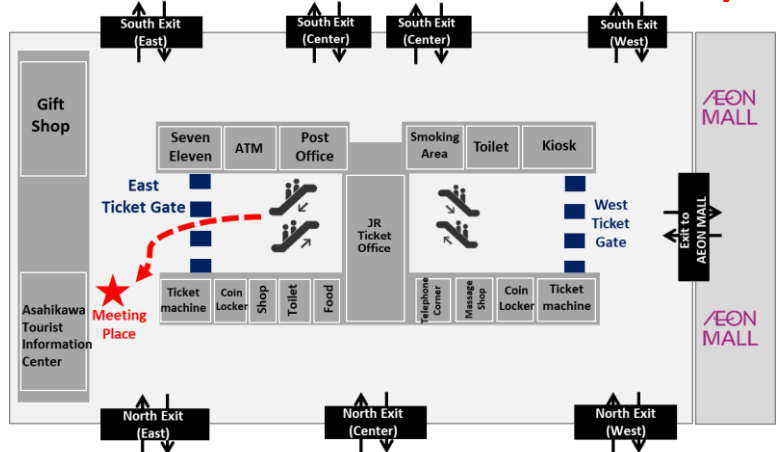 South Exit
(East)
South Exit
(Center)
South Exit
(Center)
South Exit
(West)
Gift
Shop
Seven
Eleven
ATM
Post
Office
Smoking
Area
Toilet
Kiosk
ÆON
MALL
East
Ticket Gate
JR
Ticket
Office
West
Ticket
Gate
Exit to
AEON MALL
Asahikawa
Tourist
Information
Center
Meeting
Place
Ticket
machine
Coin
Locker
Shop
Toilet
Food
Telephone
Corner
Massage
Shop
Coin
Locker
Ticket
machine
ÆON
MALL
North Exit
(East)
North Exit
(Center)
North Exit
(West)